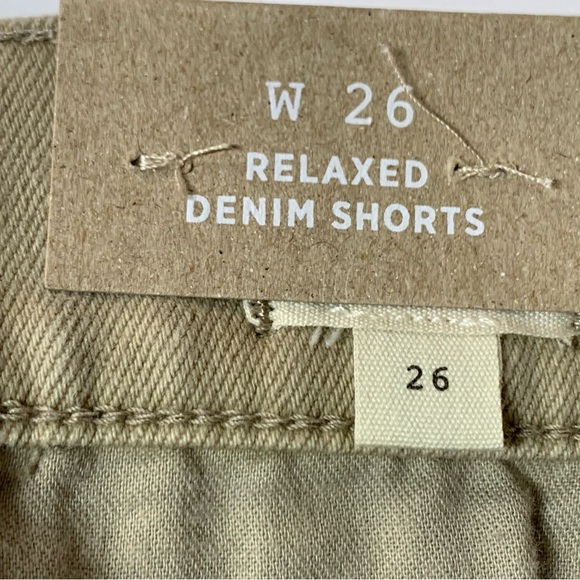 W 26
RELAXED
DENIM SHORTS
26